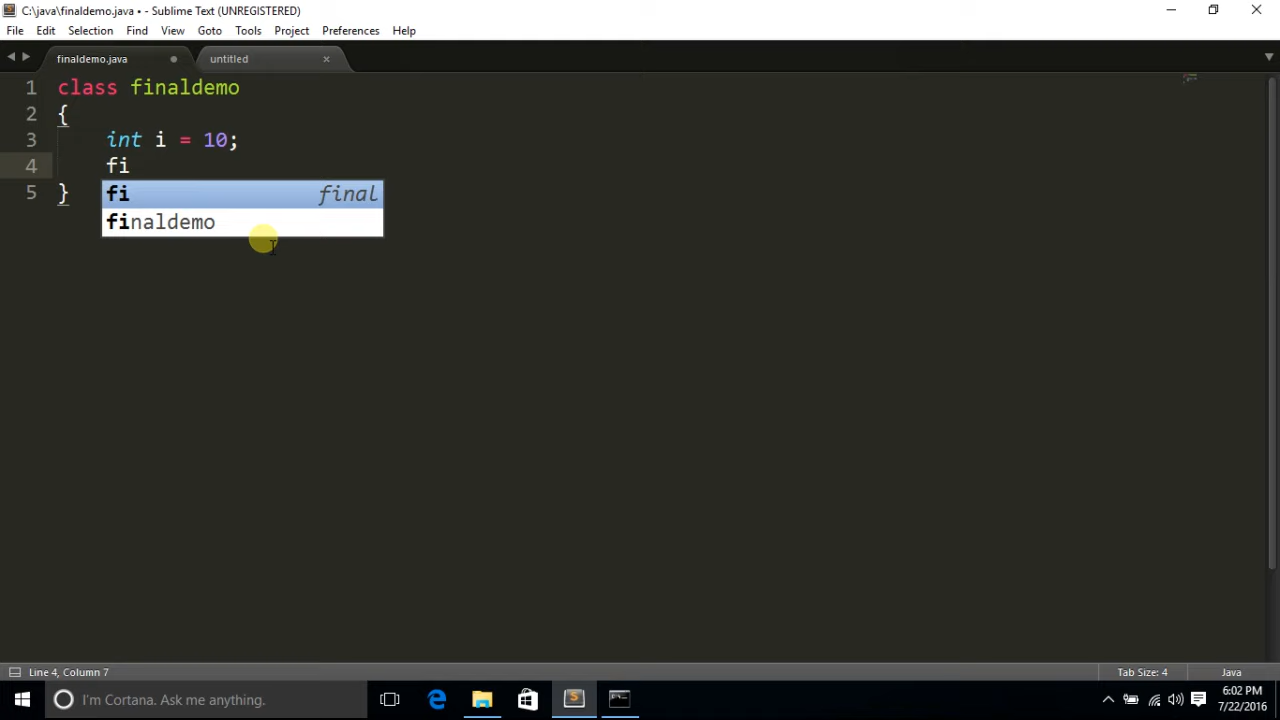 C:\java\finaldemo.java • - Sublime Text (UNREGISTERED)
File Edit Selection Find View Goto Tools Project Preferences Help
finaldemo.java untitled
1 class finaldemo
2 {
3 int i = 10;
4 fi
fi final
5 }
finaldemo
Line 4, Column 7 Tab Size: 4 Java
I'm Cortana. Ask me anything.
6:02 PM
7/22/2016